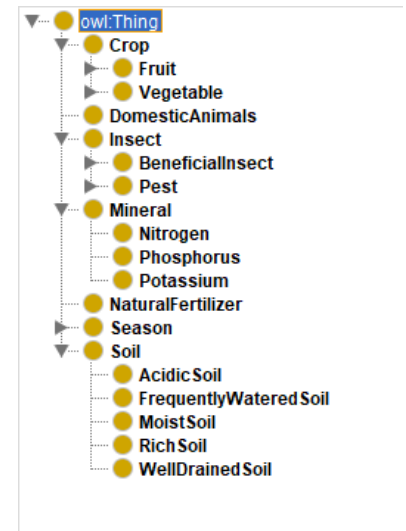 owl:Thing
Crop
Fruit
Vegetable
DomesticAnimals
Insect
BeneficialInsect
Pest
Mineral
Nitrogen
Phosphorus
Potassium
NaturalFertilizer
Season
Soil
AcidicSoil
FrequentlyWateredSoil
MoistSoil
RichSoil
WellDrainedSoil